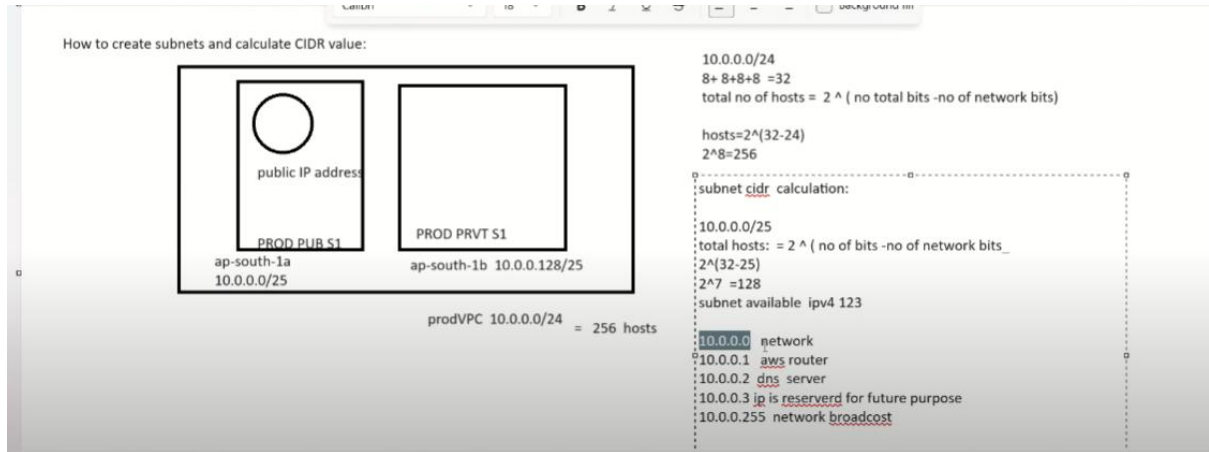 Calibri
18
Background fill
How to create subnets and calculate CIDR value:
public IP address
PROD PUB S1
ap-south-1a
10.0.0.0/25
PROD PRVT S1
ap-south-1b 10.0.0.128/25
prodVPC 10.0.0.0/24 = 256 hosts
10.0.0.0/24
8+ 8+8+8 =32
total no of hosts = 2 ^ ( no total bits -no of network bits)
hosts=2^(32-24)
2^8=256
subnet cidr calculation:
10.0.0.0/25
total hosts: = 2 ^ ( no of bits -no of network bits_
2^(32-25)
2^7 =128
subnet available ipv4 123
10.0.0.0 network
10.0.0.1 aws router
10.0.0.2 dns server
10.0.0.3 ip is reserverd for future purpose
10.0.0.255 network broadcost